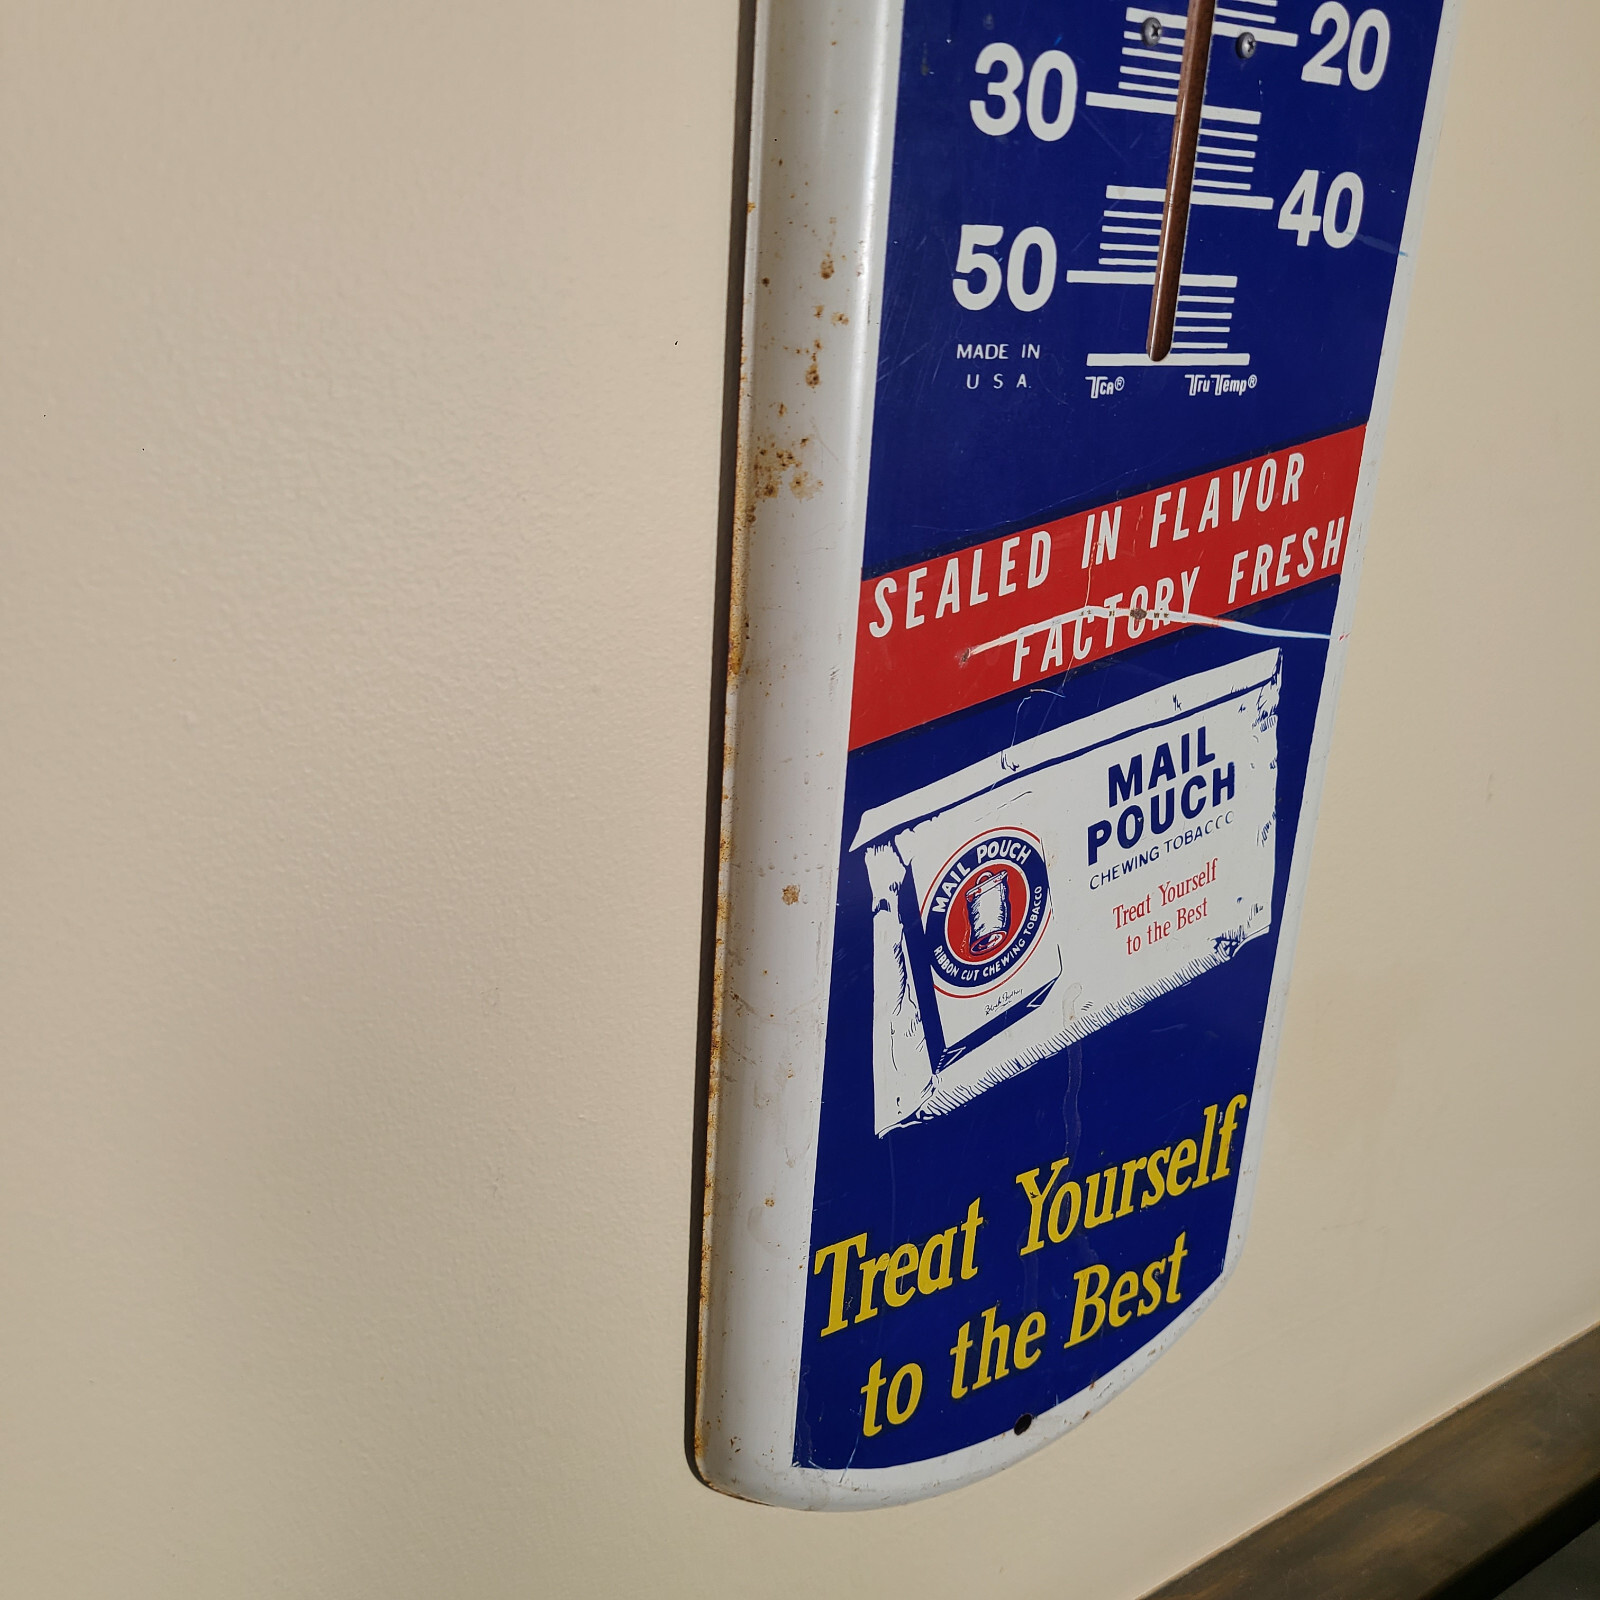 20
30
40
50
MADE IN
U S A.
TCA® Tru Temp®
SEALED IN FLAVOR
FACTORY FRESH
MAIL
POUCH
CHEWING TOBACCO
Treat Yourself
to the Best
MAIL POUCH
RIBBON CUT CHEWING TOBACCO
Treat Yourself
to the Best